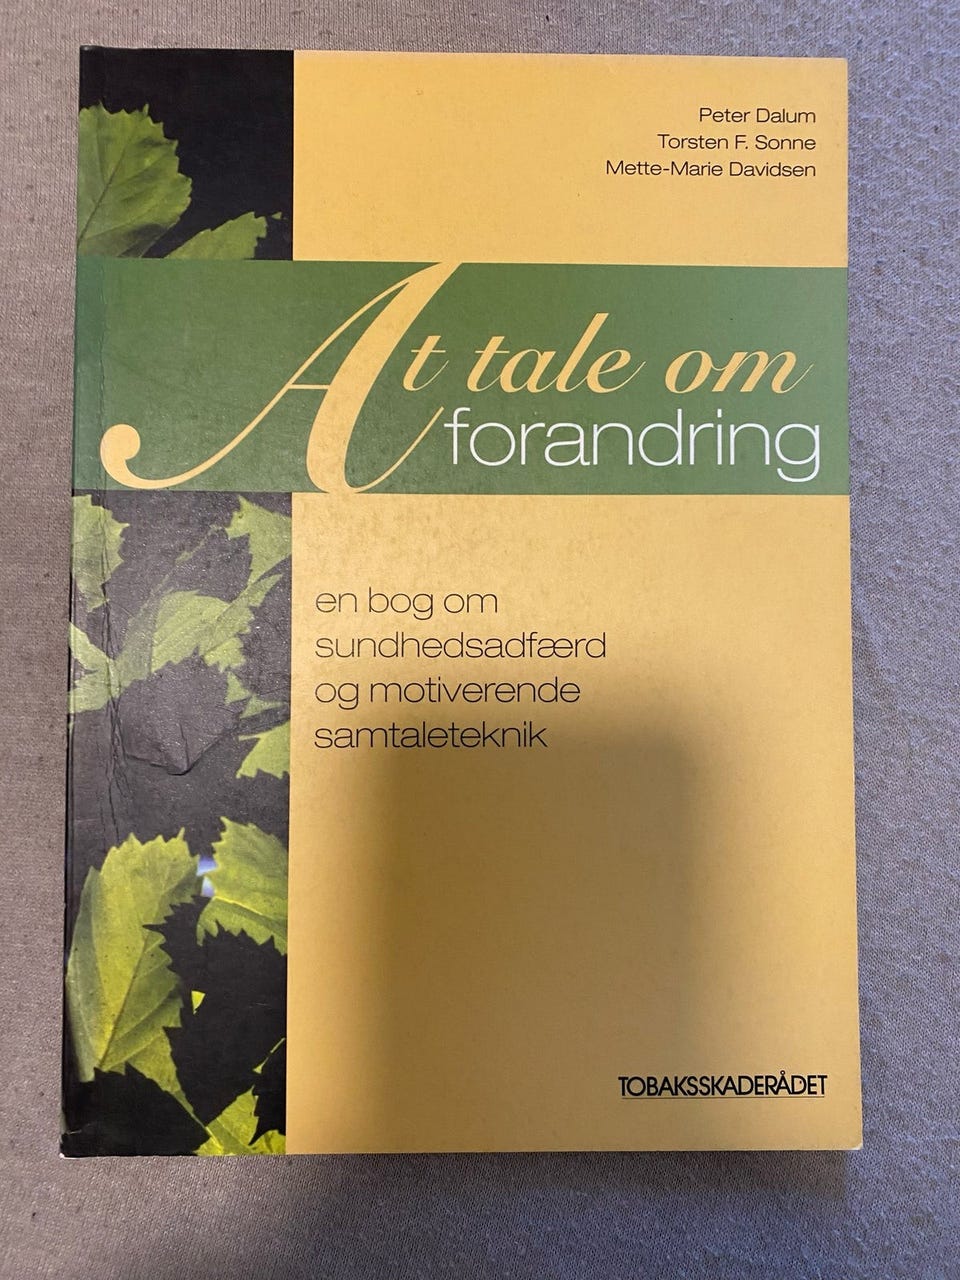 Peter Dalum
Torsten F. Sonne
Mette-Marie Davidsen
At tale om
forandring
en bog om
sundhedsadfærd
og motiverende
samtaleteknik
TOBAKSSKADERÅDET